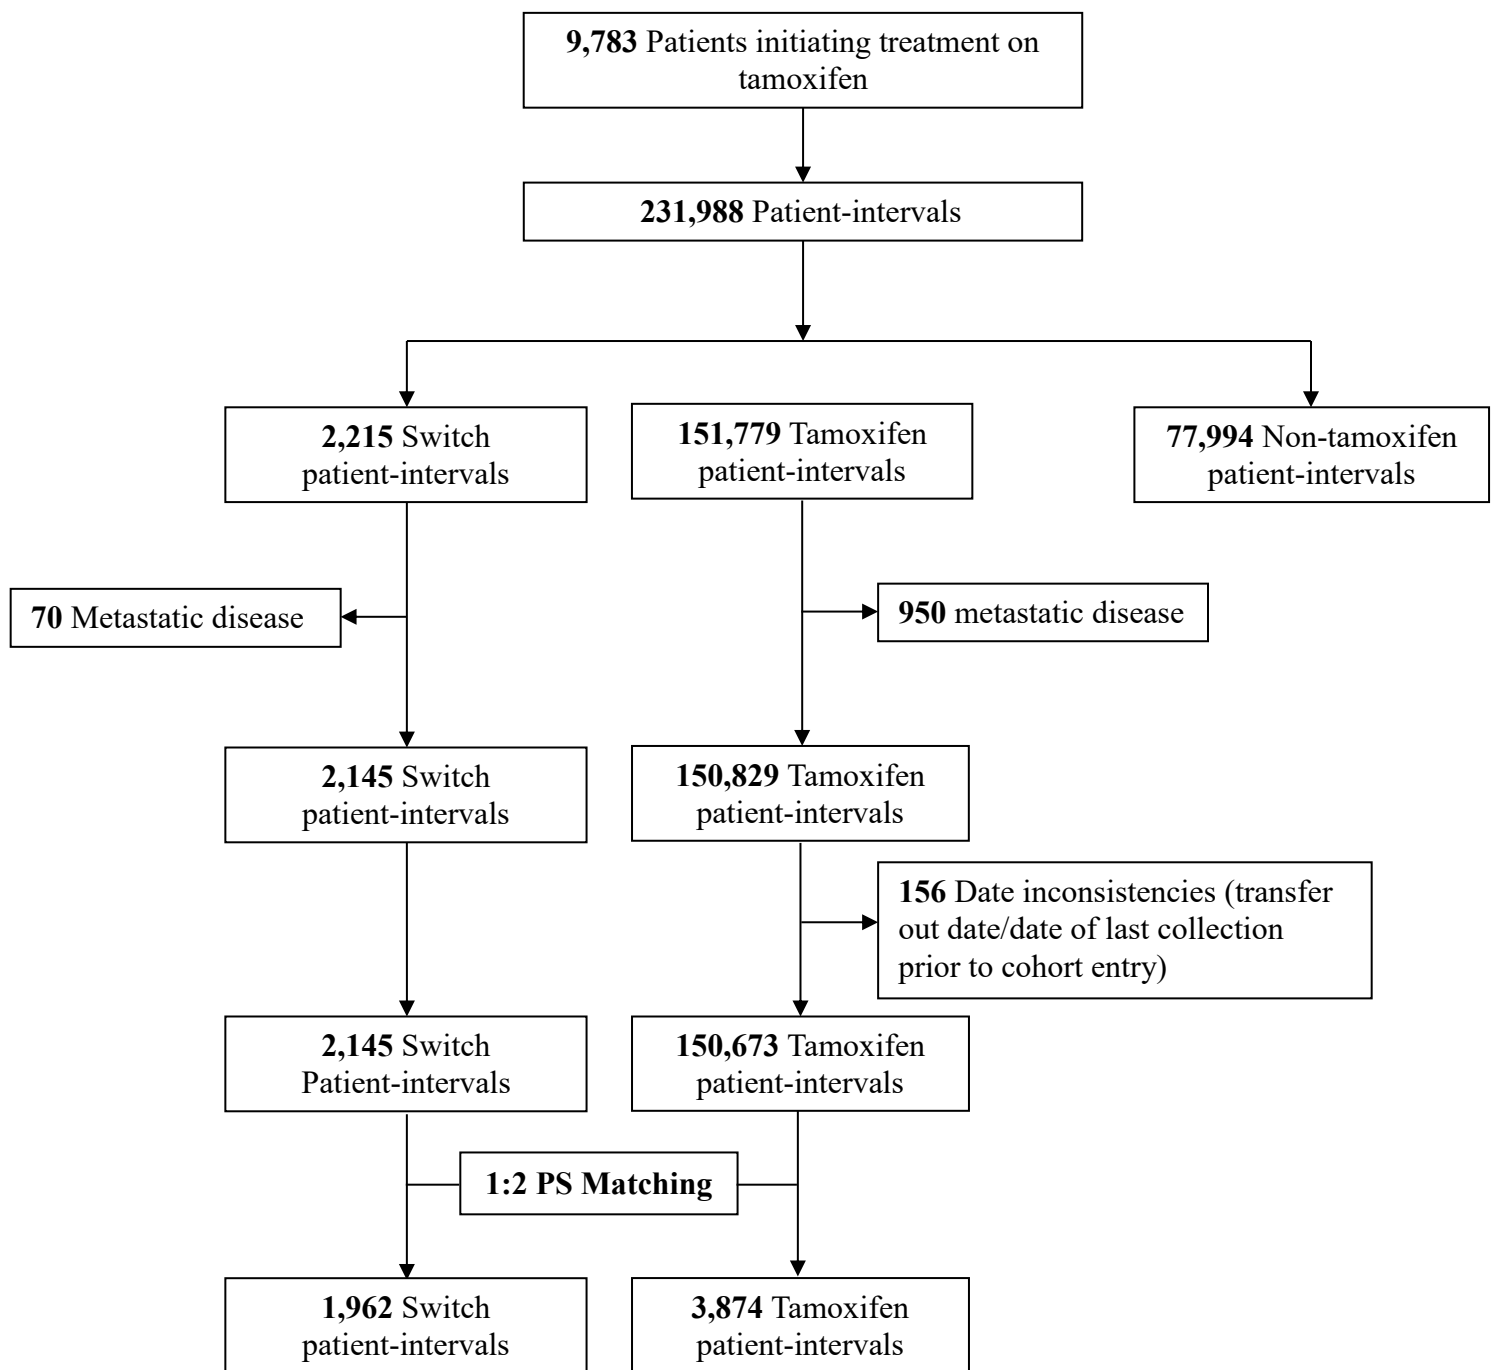 9,783 Patients initiating treatment on
tamoxifen
231,988 Patient-intervals
2,215 Switch
patient-intervals
151,779 Tamoxifen
patient-intervals
77,994 Non-tamoxifen
patient-intervals
70 Metastatic disease
950 metastatic disease
2,145 Switch
patient-intervals
150,829 Tamoxifen
patient-intervals
156 Date inconsistencies (transfer
out date/date of last collection
prior to cohort entry)
2,145 Switch
Patient-intervals
150,673 Tamoxifen
patient-intervals
1:2 PS Matching
1,962 Switch
patient-intervals
3,874 Tamoxifen
patient-intervals